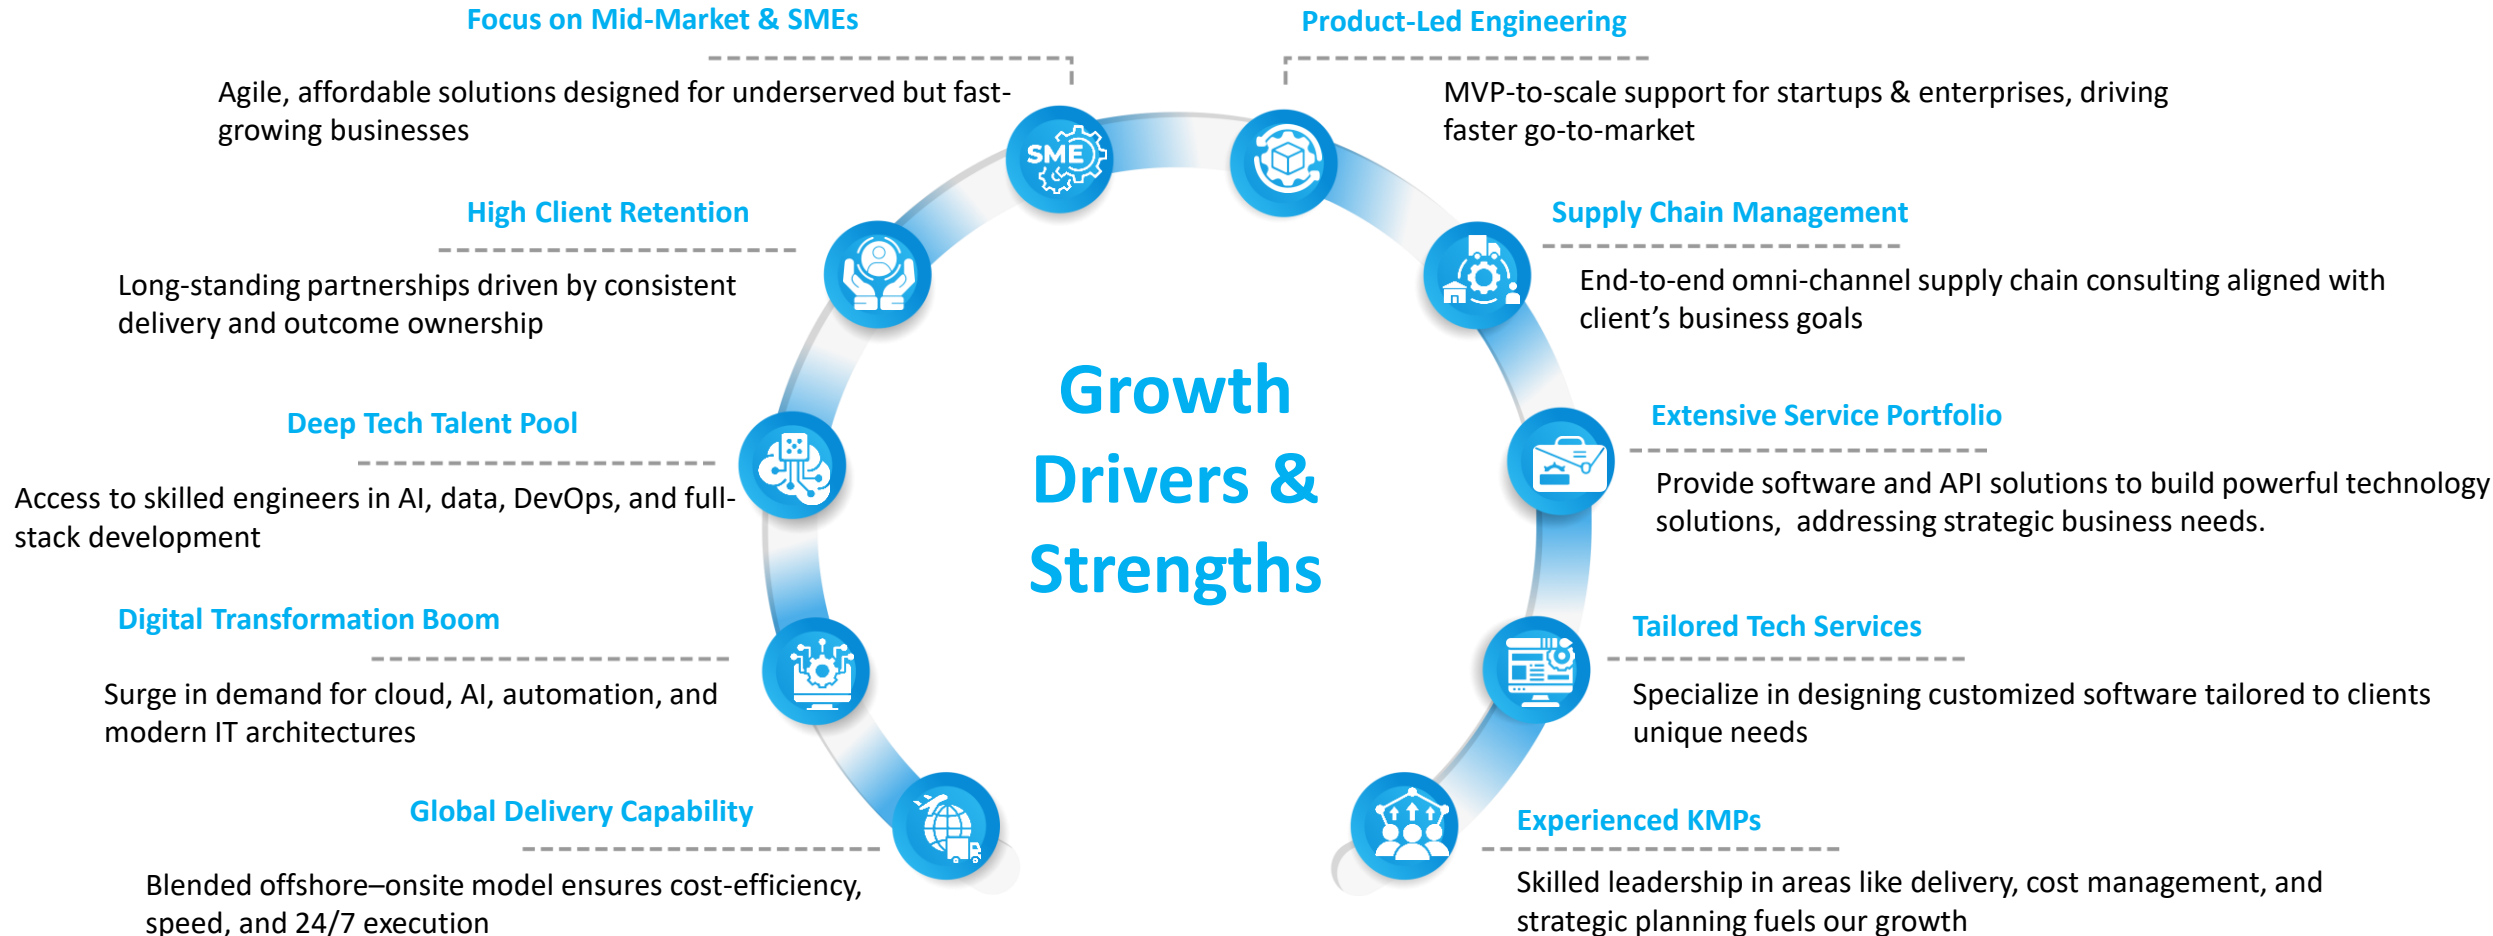 Focus on Mid-Market & SMEs
Agile, affordable solutions designed for underserved but fast-
growing businesses
High Client Retention
Long-standing partnerships driven by consistent
delivery and outcome ownership
Deep Tech Talent Pool
Access to skilled engineers in AI, data, DevOps, and full-
stack development
Digital Transformation Boom
Surge in demand for cloud, AI, automation, and
modern IT architectures
Global Delivery Capability
Blended offshore–onsite model ensures cost-efficiency,
speed, and 24/7 execution
SME
Growth
Drivers &
Strengths
Product-Led Engineering
MVP-to-scale support for startups & enterprises, driving
faster go-to-market
Supply Chain Management
End-to-end omni-channel supply chain consulting aligned with
client’s business goals
Extensive Service Portfolio
Provide software and API solutions to build powerful technology
solutions,  addressing strategic business needs.
Tailored Tech Services
Specialize in designing customized software tailored to clients
unique needs
Experienced KMPs
Skilled leadership in areas like delivery, cost management, and
strategic planning fuels our growth